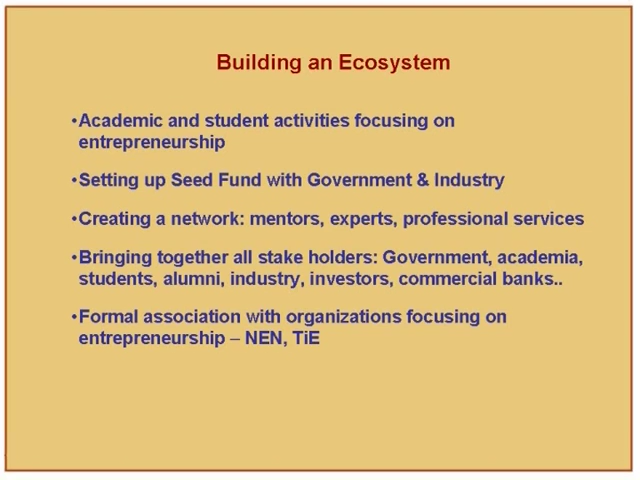 Building an Ecosystem
•Academic and student activities focusing on
entrepreneurship
•Setting up Seed Fund with Government & Industry
•Creating a network: mentors, experts, professional services
•Bringing together all stake holders: Government, academia,
students, alumni, industry, investors, commercial banks..
•Formal association with organizations focusing on
entrepreneurship – NEN, TiE